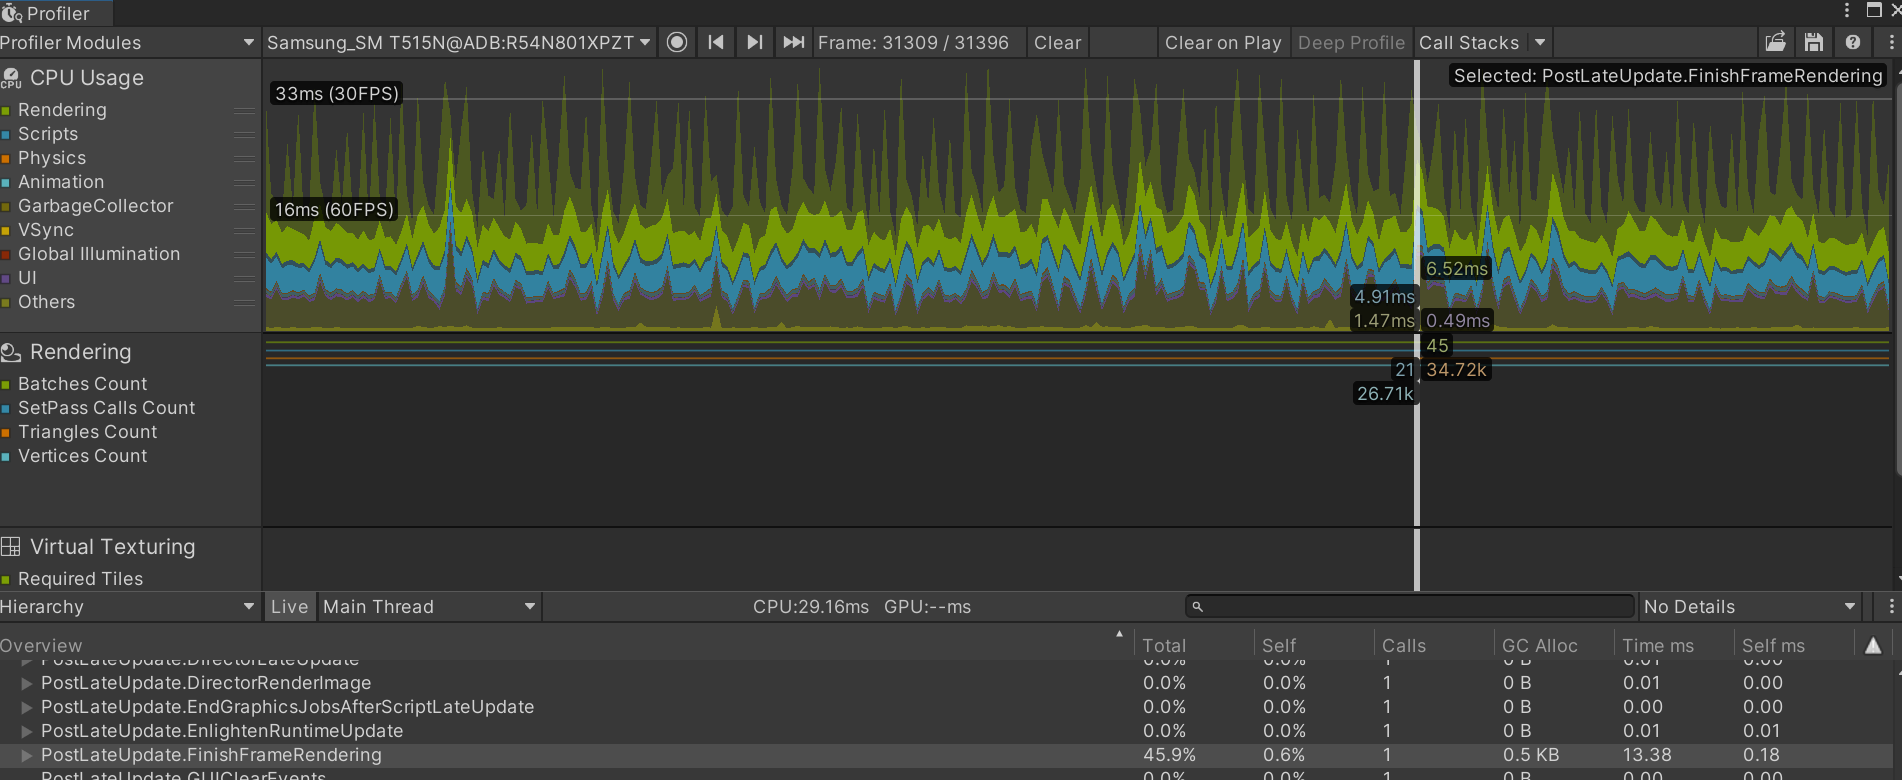 Profiler
Profiler Modules
Samsung_SM T515N@ADB:R54N801XPZT
Frame: 31309 / 31396
Clear
Clear on Play
Deep Profile
Call Stacks
CPU Usage
CPU
Rendering
Scripts
Physics
Animation
GarbageCollector
VSync
Global Illumination
UI
Others
33ms (30FPS)
16ms (60FPS)
Selected: PostLateUpdate.FinishFrameRendering
6.52ms
4.91ms
1.47ms
0.49ms
Rendering
Batches Count
SetPass Calls Count
Triangles Count
Vertices Count
45
21
34.72k
26.71k
Virtual Texturing
Required Tiles
Hierarchy
Live
Main Thread
CPU:29.16ms GPU:--ms
No Details
Overview Total Self Calls GC Alloc Time ms Self ms
PostLateUpdate.DirectorLateUpdate 0.0% 0.0% 1 0 B 0.01 0.00
PostLateUpdate.DirectorRenderImage 0.0% 0.0% 1 0 B 0.01 0.00
PostLateUpdate.EndGraphicsJobsAfterScriptLateUpdate 0.0% 0.0% 1 0 B 0.00 0.00
PostLateUpdate.EnlightenRuntimeUpdate 0.0% 0.0% 1 0 B 0.01 0.01
PostLateUpdate.FinishFrameRendering 45.9% 0.6% 1 0.5 KB 13.38 0.18
PostLateUpdate.GUIClearEvents 0.0% 0.0% 1 0 B 0.00 0.00